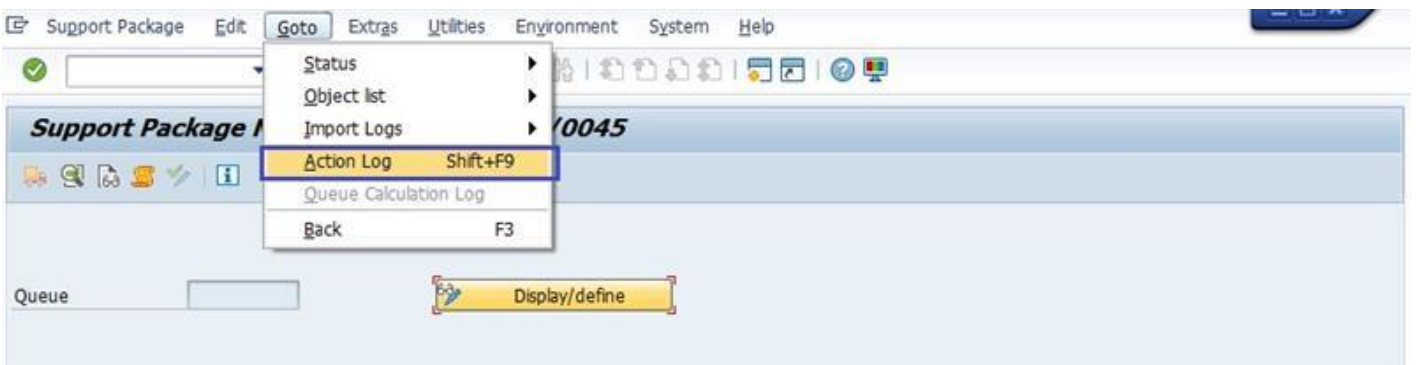 Support Package Edit Goto Extras Utilities Environment System Help
Status
Object list
Support Package /0045
Import Logs
Action Log Shift+F9
Queue Calculation Log
Back F3
Queue Display/define